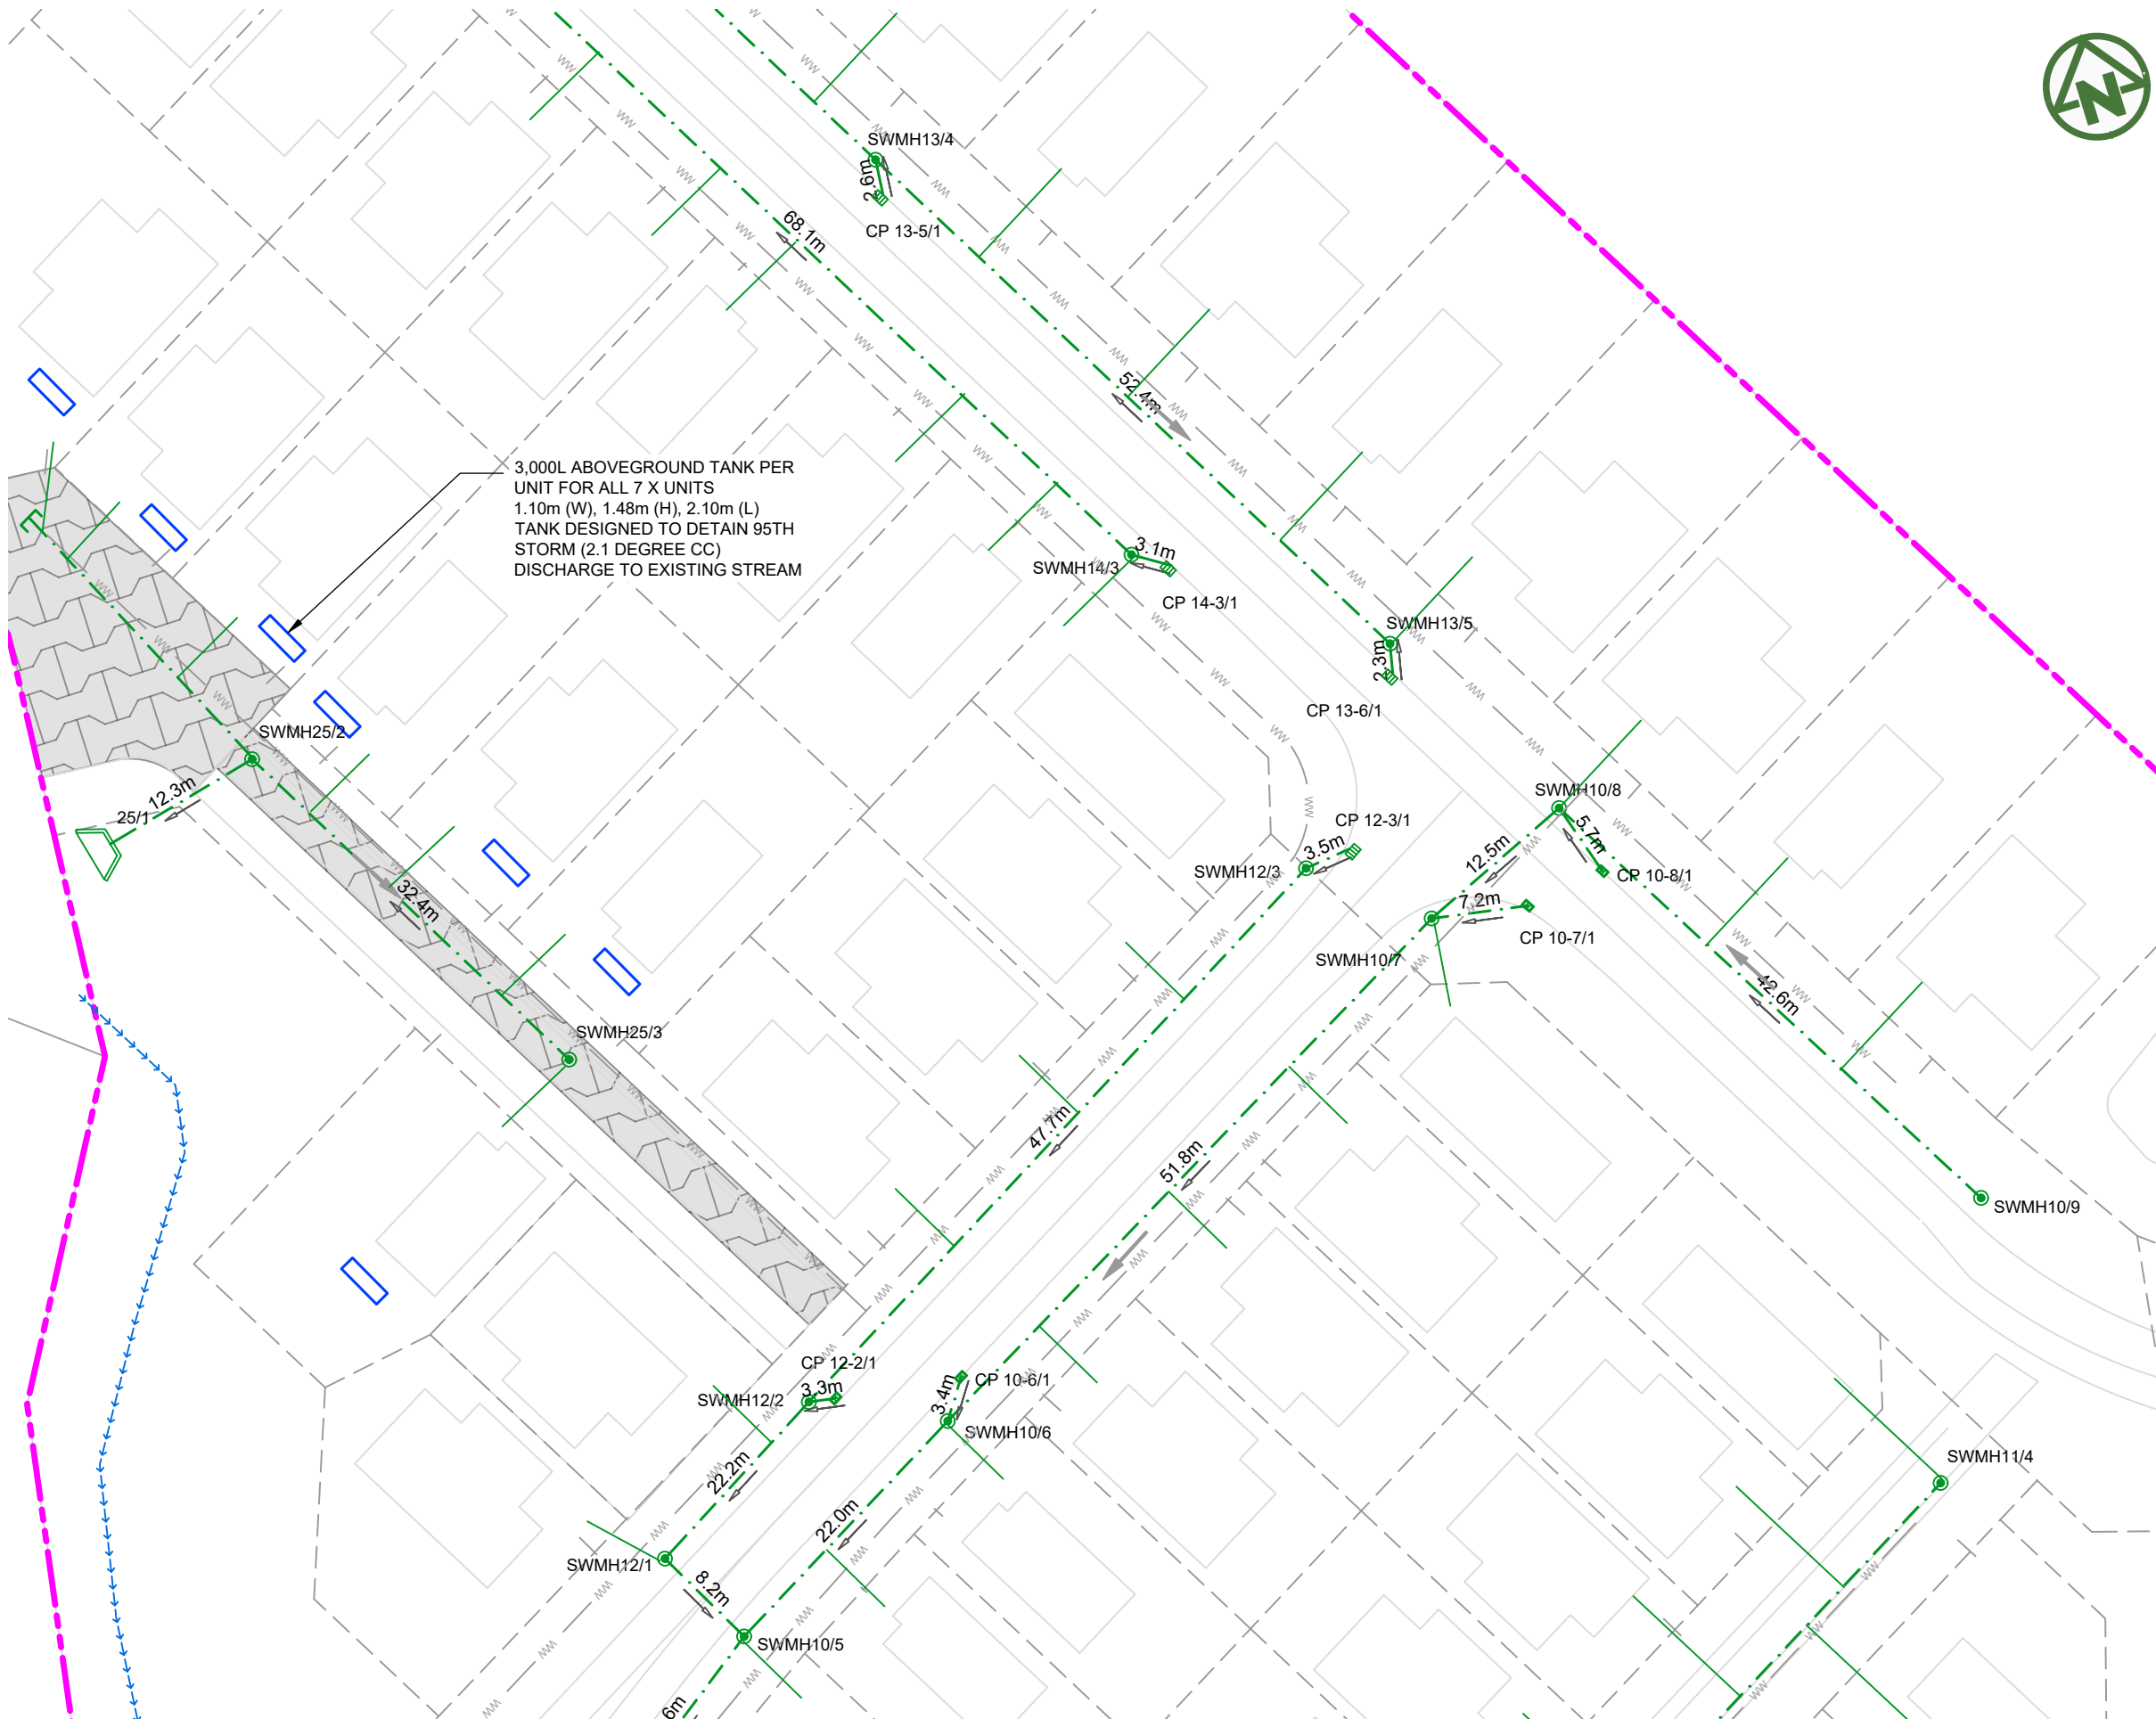 N
SWMH13/4
2.6m
CP 13-5/1
68.1m
52.4m
3,000L ABOVEGROUND TANK PER
UNIT FOR ALL 7 X UNITS
1.10m (W), 1.48m (H), 2.10m (L)
TANK DESIGNED TO DETAIN 95TH
STORM (2.1 DEGREE CC)
DISCHARGE TO EXISTING STREAM
3.1m
SWMH14/3
CP 14-3/1
SWMH13/5
2.3m
CP 13-6/1
SWMH25/2
12.3m
25/1
SWMH10/8
5.7m
CP 12-3/1
3.5m
12.5m
SWMH12/3
CP 10-8/1
7.2m
CP 10-7/1
SWMH10/7
32.4m
42.6m
SWMH25/3
47.7m
51.8m
SWMH10/9
CP 12-2/1
3.3m
SWMH12/2
CP 10-6/1
3.4m
SWMH10/6
SWMH11/4
22.2m
22.0m
SWMH12/1
8.2m
SWMH10/5
6m